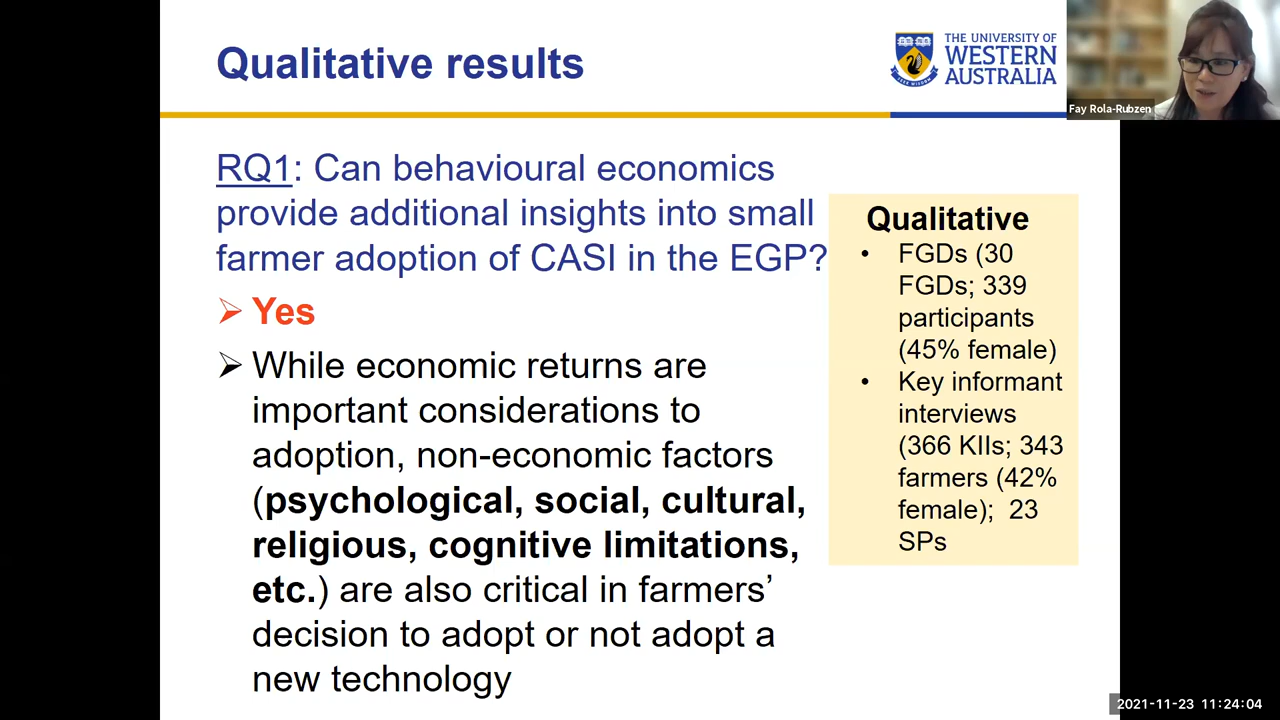 Qualitative results
THE UNIVERSITY OF
WESTERN
AUSTRALIA
Fay Rola-Rubzen
RQ1: Can behavioural economics
provide additional insights into small
farmer adoption of CASI in the EGP?
➢ Yes
➢ While economic returns are
important considerations to
adoption, non-economic factors
(psychological, social, cultural,
religious, cognitive limitations,
etc.) are also critical in farmers’
decision to adopt or not adopt a
new technology
Qualitative
• FGDs (30
FGDs; 339
participants
(45% female)
• Key informant
interviews
(366 KIIs; 343
farmers (42%
female); 23
SPs
2021-11-23 11:24:04